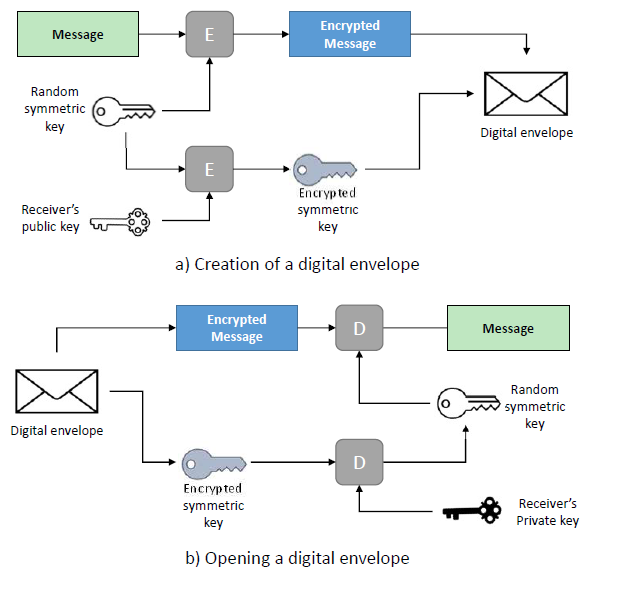 Message
E
Encrypted
Message
Random
symmetric
key
Digital envelope
E
Encrypted
symmetric
key
Receiver's
public key
a) Creation of a digital envelope
Encrypted
Message
D
Message
Digital envelope
Random
symmetric
key
Encrypted
symmetric
key
D
Receiver's
Private key
b) Opening a digital envelope